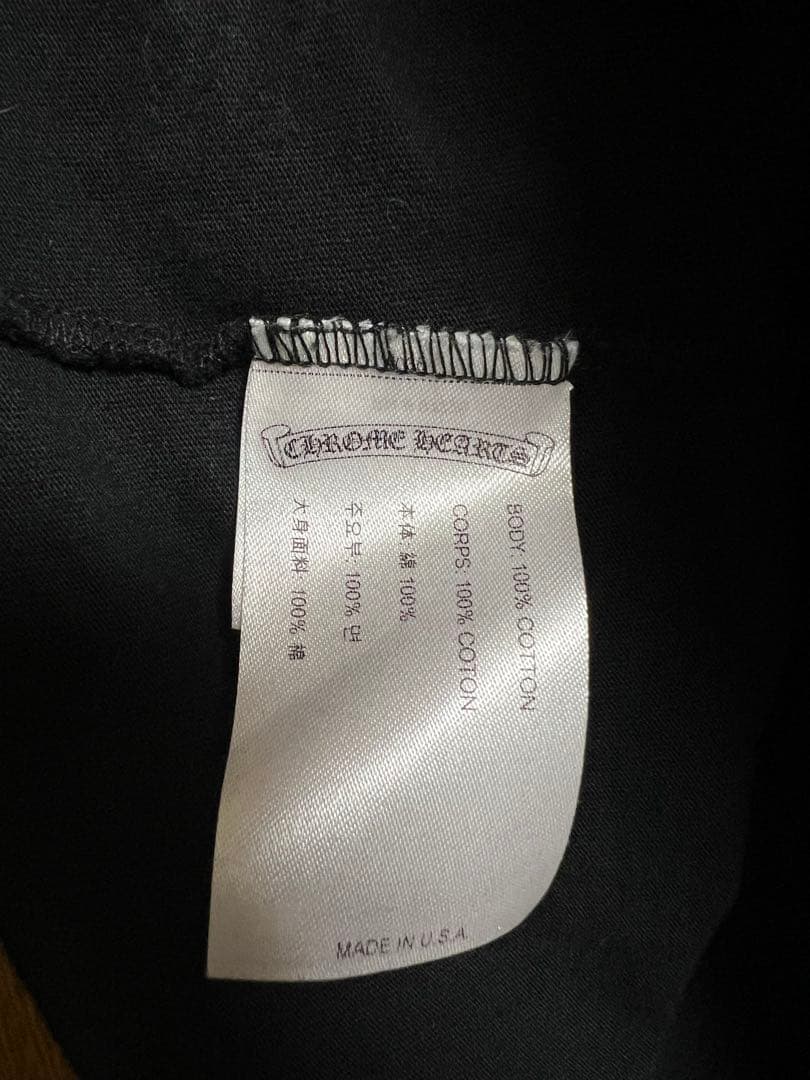 CHROME HEARTS
BODY: 100% COTTON
CORPS: 100% COTON
本体: 綿 100%
주요부: 100% 면
大身面料: 100% 棉
MADE IN U.S.A.